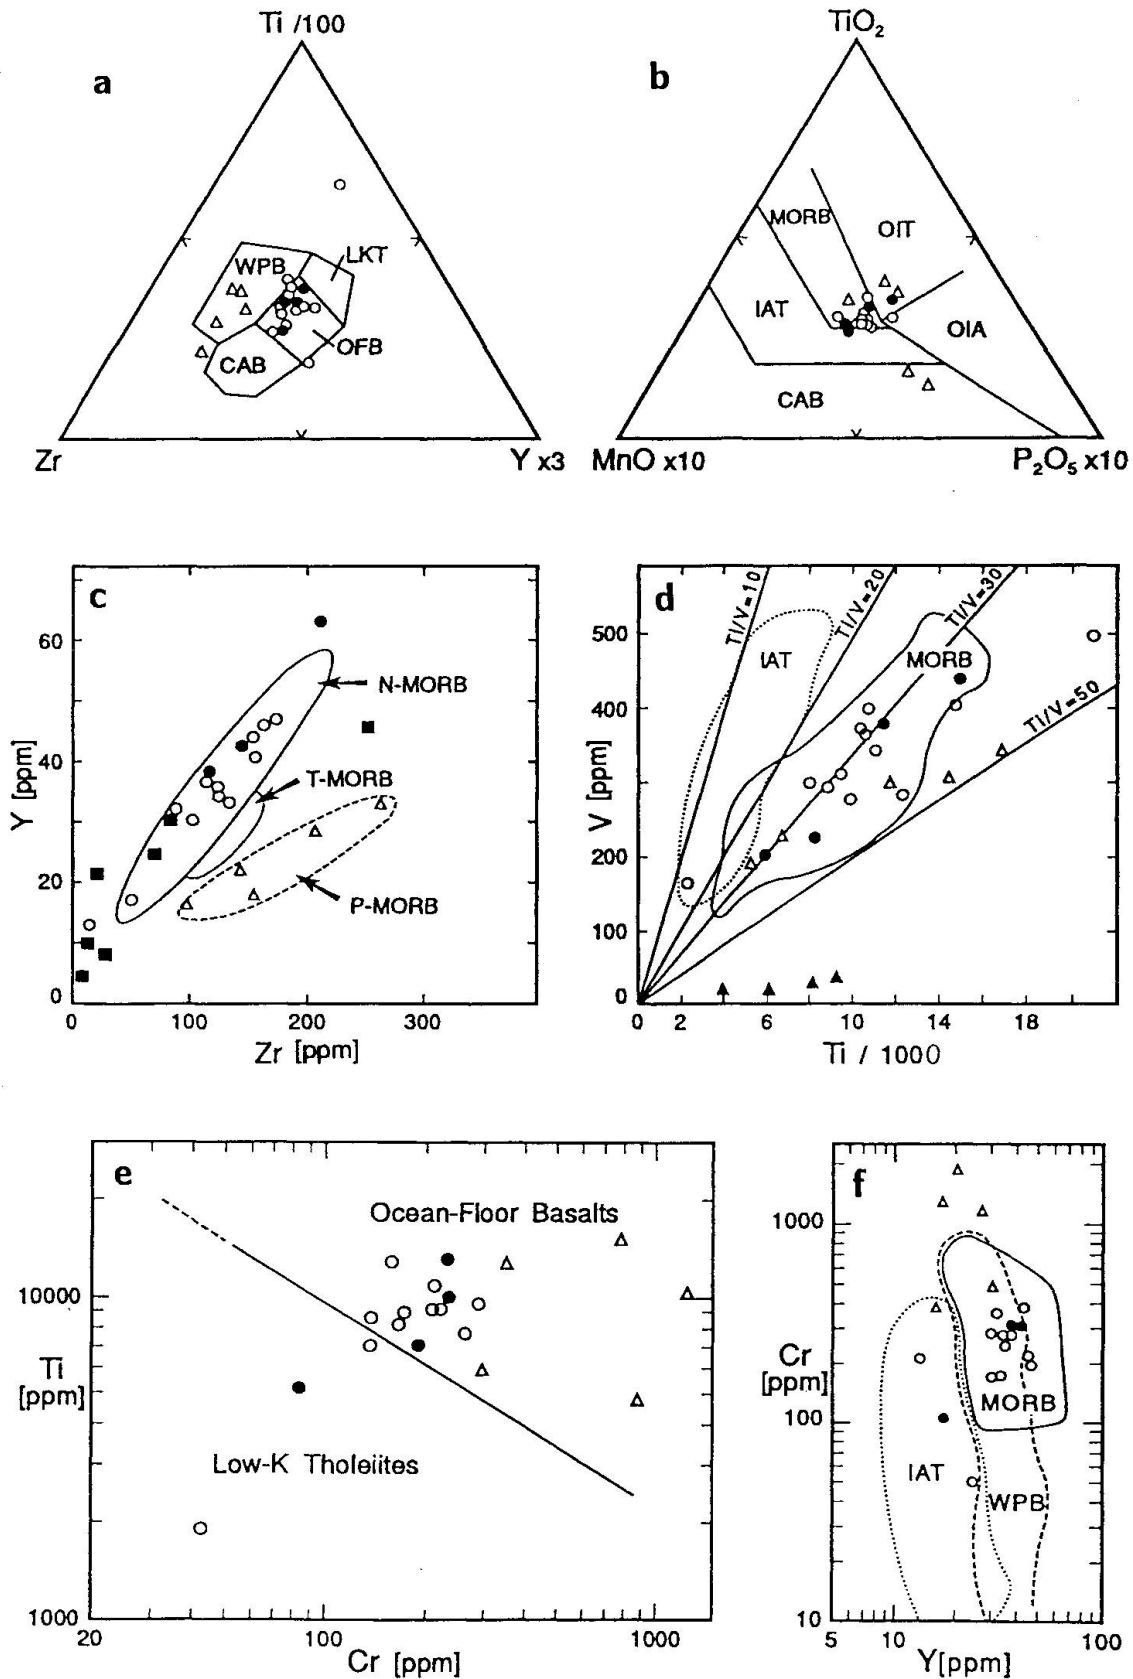 Ti /100
a
WPB
LKT
OFB
CAB
Zr
Y x3
TiO2
b
MORB
OIT
IAT
OIA
CAB
MnO x10
P2O5 x10
c
60
N-MORB
40
T-MORB
Y [ppm]
20
P-MORB
0
0 100 200 300
Zr [ppm]
d
Ti/V=10
Ti/V=20
Ti/V=30
500
IAT
MORB
400
Ti/V=50
V [ppm]
200
100
0
0 2 6 10 14 18
Ti / 1000
e
Ocean-Floor Basalts
10000
Ti
[ppm]
Low-K Tholeiites
1000
20 100 1000
Cr [ppm]
f
1000
Cr
[ppm]
MORB
100
IAT
WPB
10
5 10 100
Y[ppm]